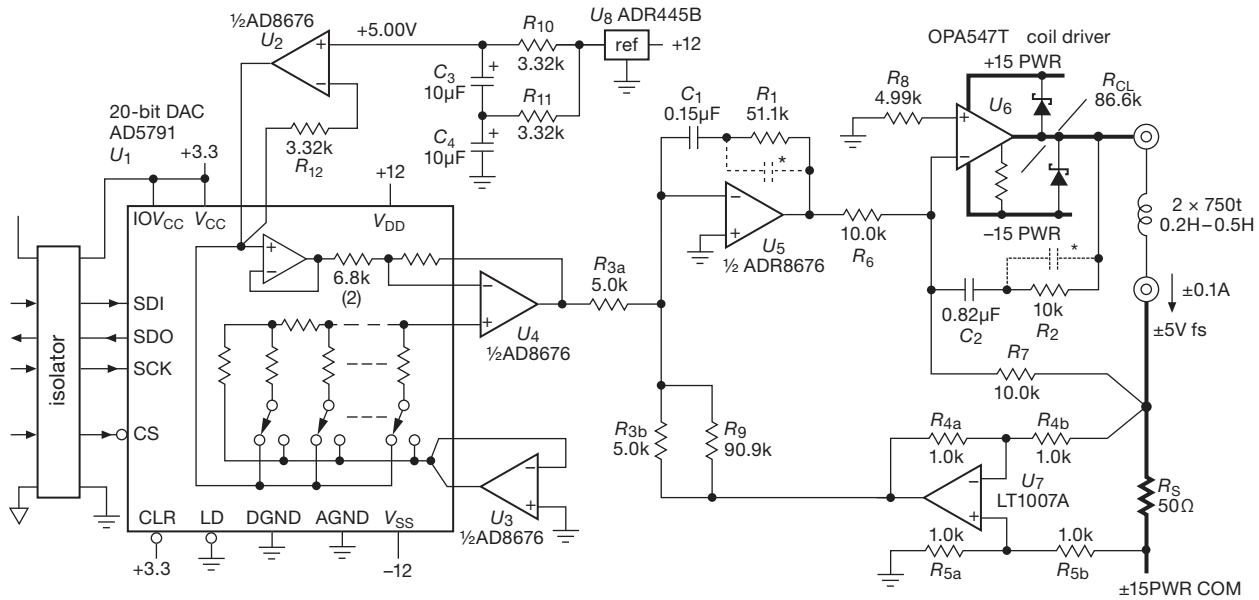 ½AD8676
U2
+5.00V
R10
3.32k
U8 ADR445B
ref
+12
C3
10µF
+
R11
3.32k
C4
10µF
+
3.32k
R12
+
−
20-bit DAC
AD5791
U1
+3.3
+12
IOVCC
VCC
VDD
+
−
6.8k
(2)
isolator
SDI
SDO
SCK
CS
CLR
LD
DGND
AGND
VSS
+3.3
−12
−
+
U4
½AD8676
−
+
U3
½AD8676
R3a
5.0k
C1
0.15µF
R1
51.1k
*
−
+
U5
½ ADR8676
10.0k
R6
R3b
5.0k
R9
90.9k
OPA547T coil driver
+15 PWR
R8
4.99k
U6
+
−
RCL
86.6k
−15 PWR
*
0.82µF
C2
10k
R2
2 × 750t
0.2H–0.5H
±0.1A
±5V fs
R7
10.0k
R4a
1.0k
R4b
1.0k
−
+
U7
LT1007A
RS
50Ω
1.0k
R5a
1.0k
R5b
±15PWR COM